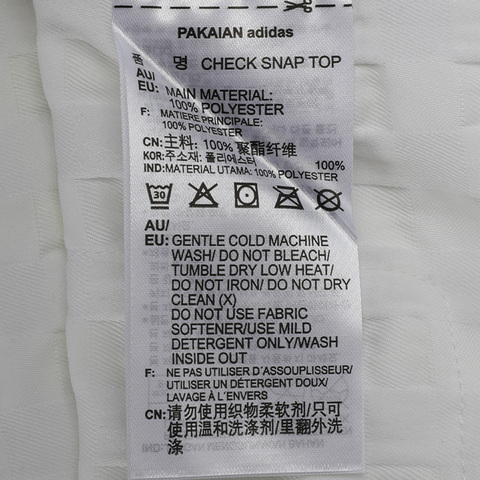 PAKAIAN adidas
품 명 CHECK SNAP TOP
AU/
EU: MAIN MATERIAL:
100% POLYESTER
F: MATIERE PRINCIPALE:
100% POLYESTER
CN: 主料: 100% 聚酯纤维
KOR: 주소재: 폴리에스터 100%
IND: MATERIAL UTAMA: 100% POLYESTER
30
AU/
EU: GENTLE COLD MACHINE
WASH/ DO NOT BLEACH/
TUMBLE DRY LOW HEAT/
DO NOT IRON/ DO NOT DRY
CLEAN (X)
DO NOT USE FABRIC
SOFTENER/USE MILD
DETERGENT ONLY/WASH
INSIDE OUT
F: NE PAS UTILISER D'ASSOUPLISSEUR/
UTILISER UN DÉTERGENT DOUX/
LAVAGE À L'ENVERS
CN: 请勿使用织物柔软剂/只可
使用温和洗涤剂/里翻外洗
涤